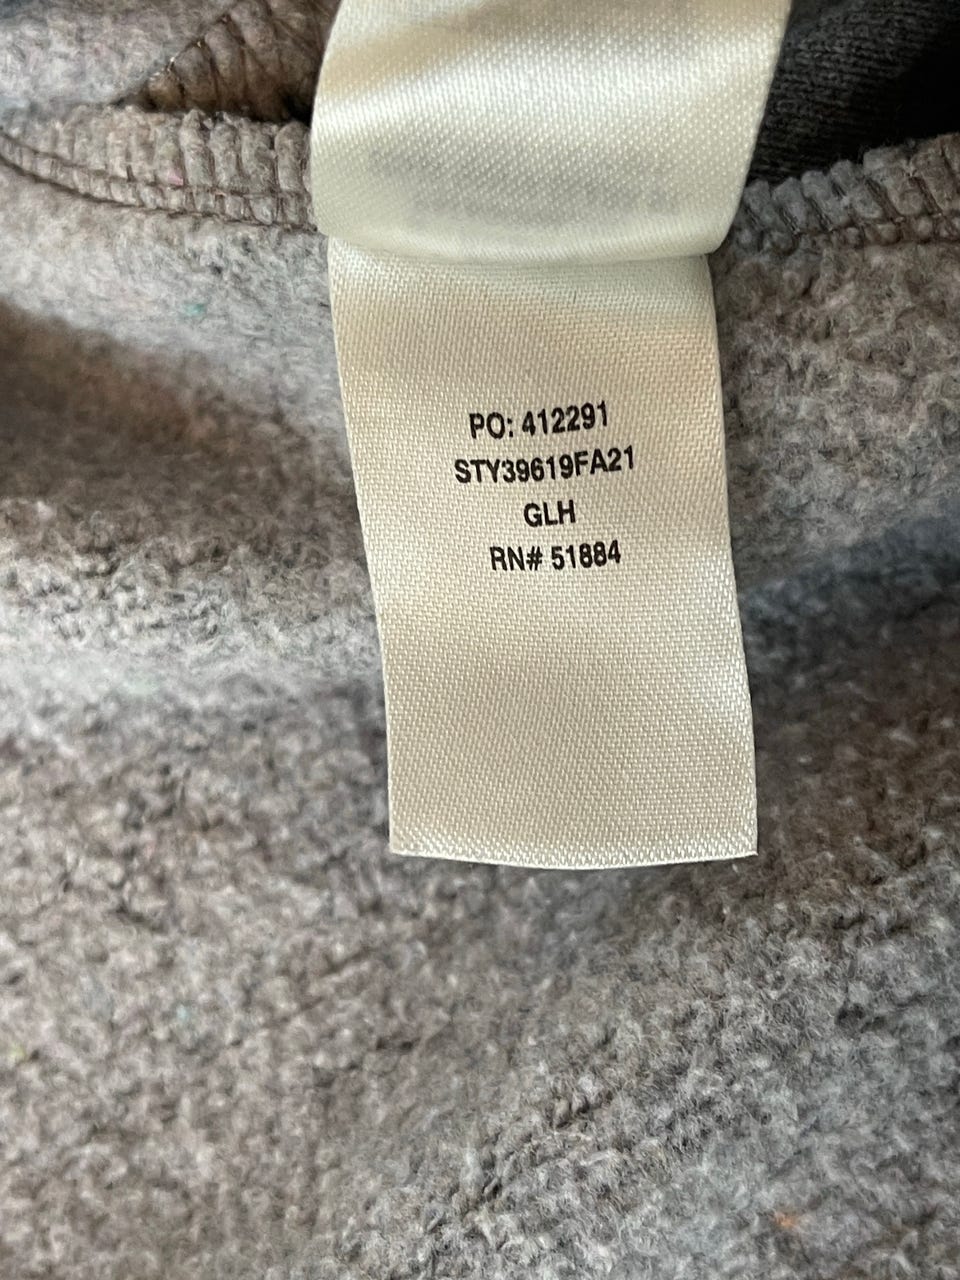 PO: 412291
STY39619FA21
GLH
RN# 51884